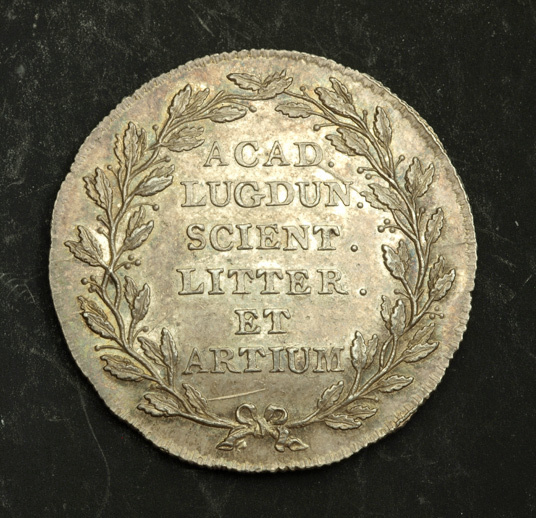 ACAD.
LUGDUN.
SCIENT.
LITTER.
ET
ARTIUM